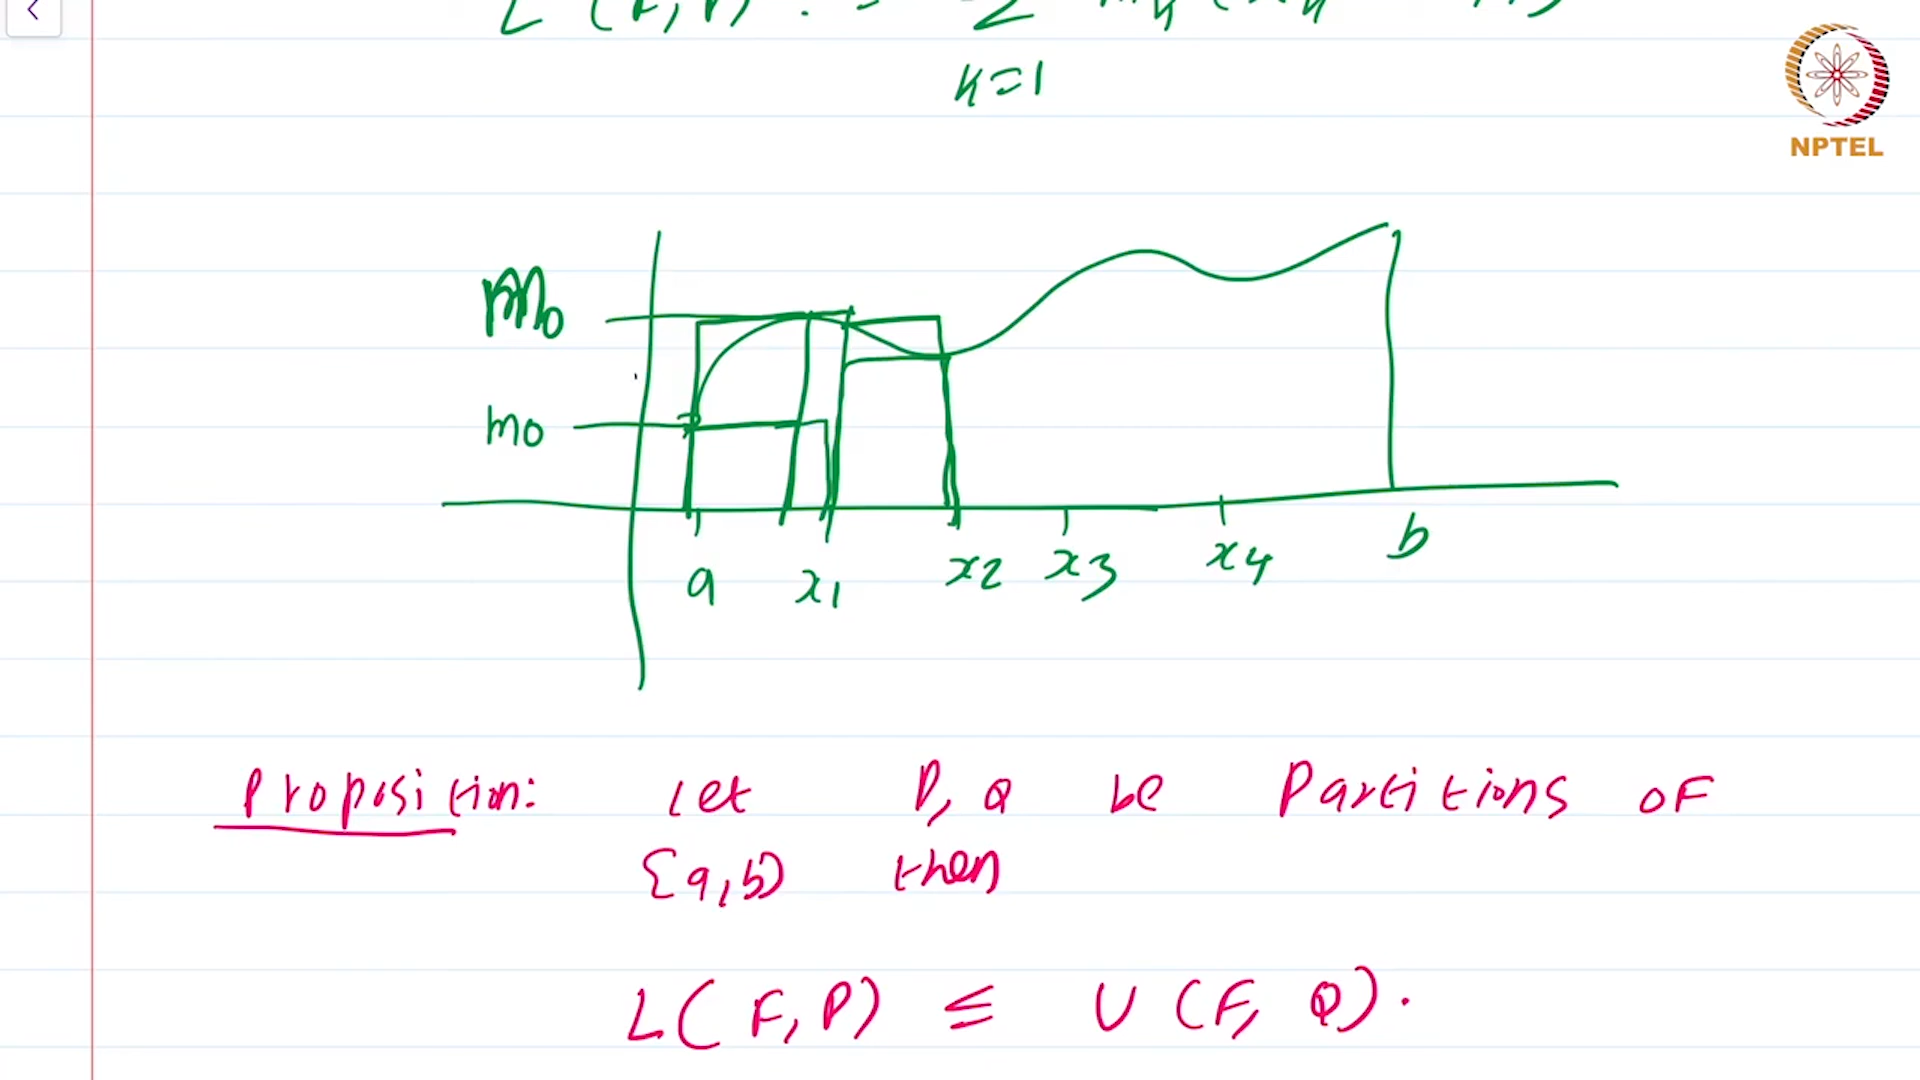 k=1
NPTEL
M0
m0
a x1 x2 x3 x4 b
Proposition: Let P, Q be Partitions of
[a,b] then
L(F,P) ≤ U(F,Q).